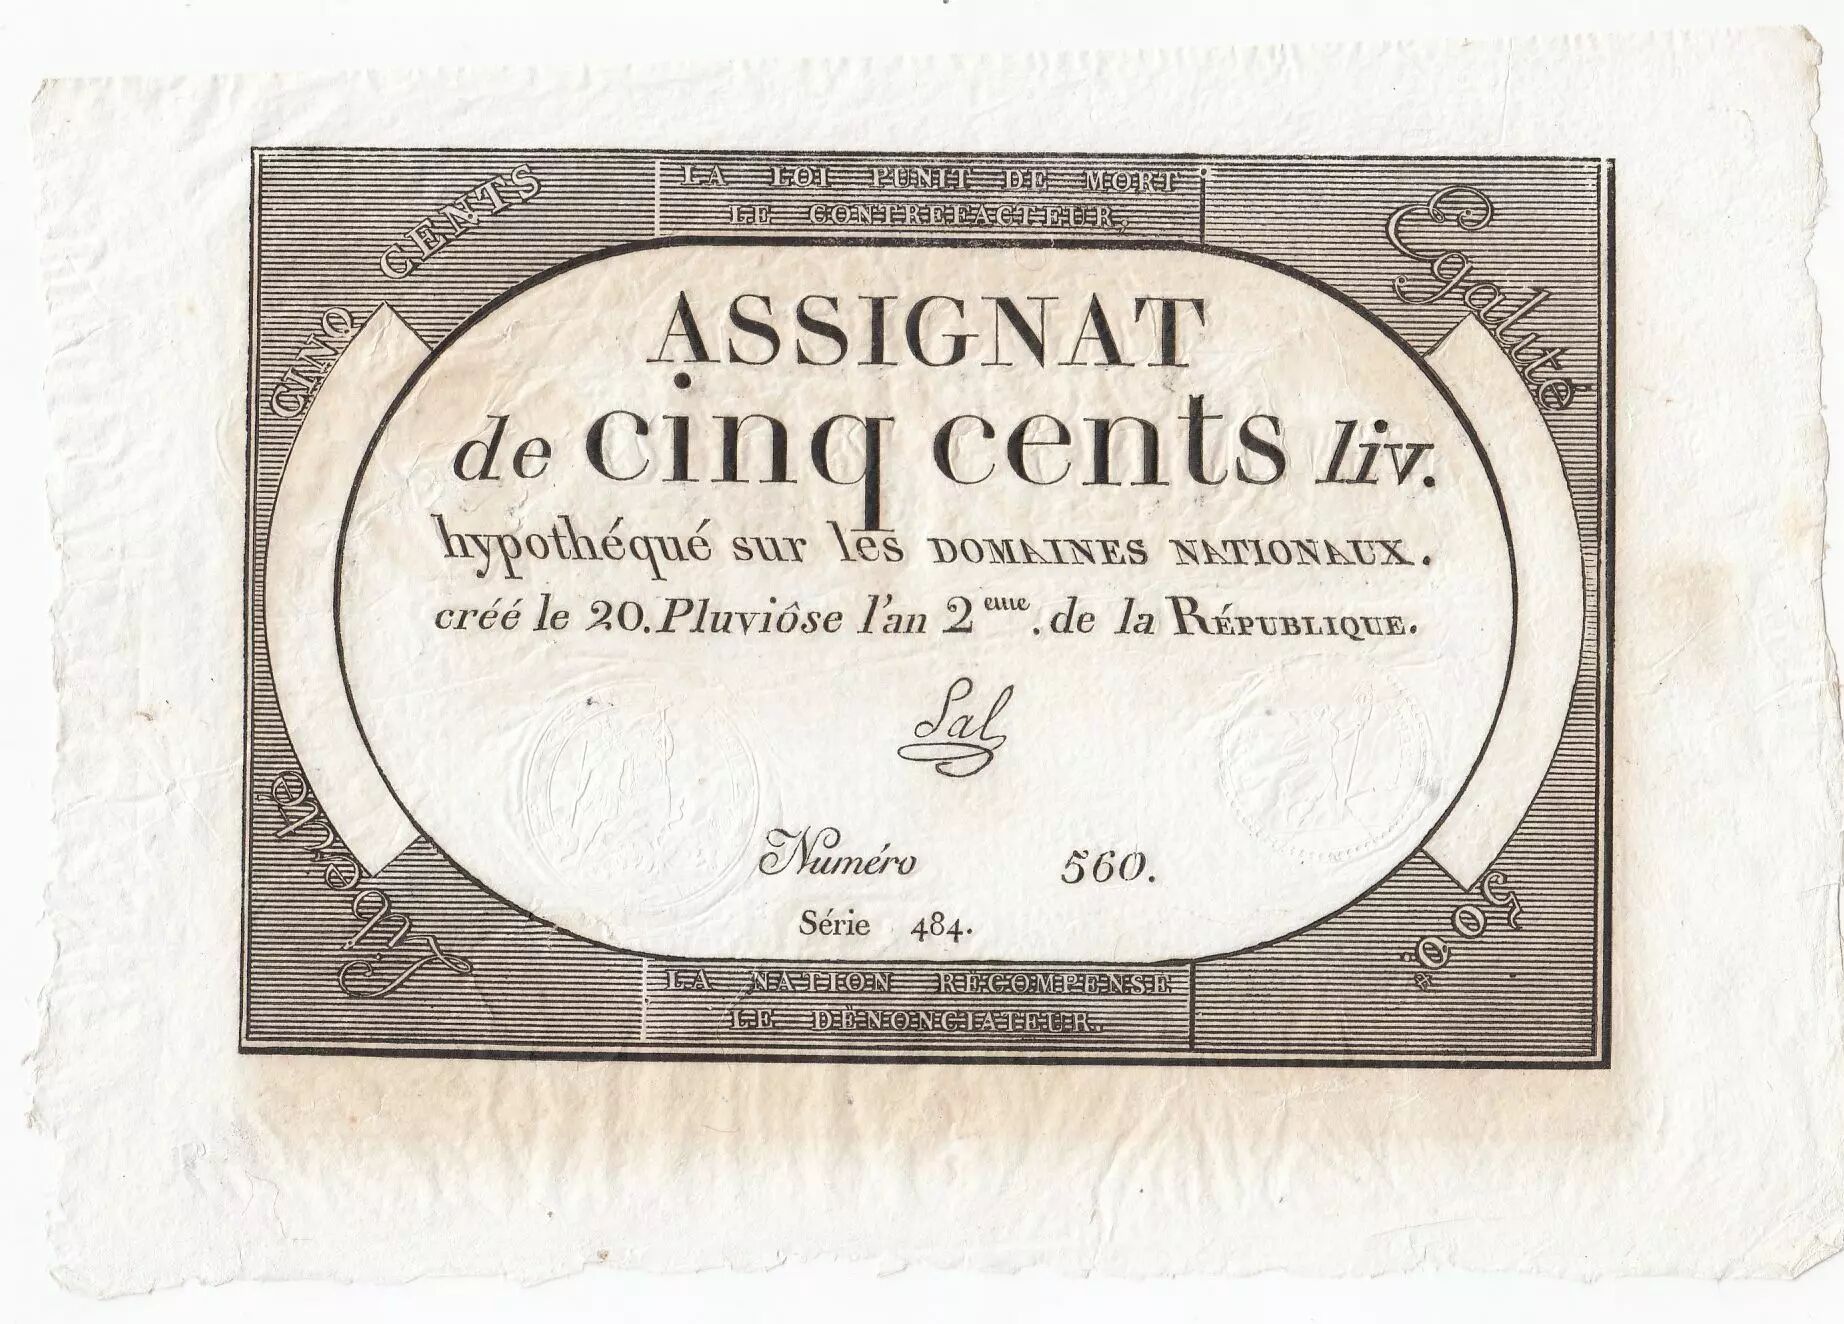 LA LOI PUNIT DE MORT
LE CONTREFACTEUR,
CINQ CENTS
Egalité
ASSIGNAT
de cinq cents liv.
hypothéqué sur les DOMAINES NATIONAUX.
créé le 20. Pluviôse l'an 2eme. de la RÉPUBLIQUE.
Sal
Numéro 560.
Série 484.
Liberté
500.
LA NATION RÉCOMPENSE
LE DÉNONCIATEUR.